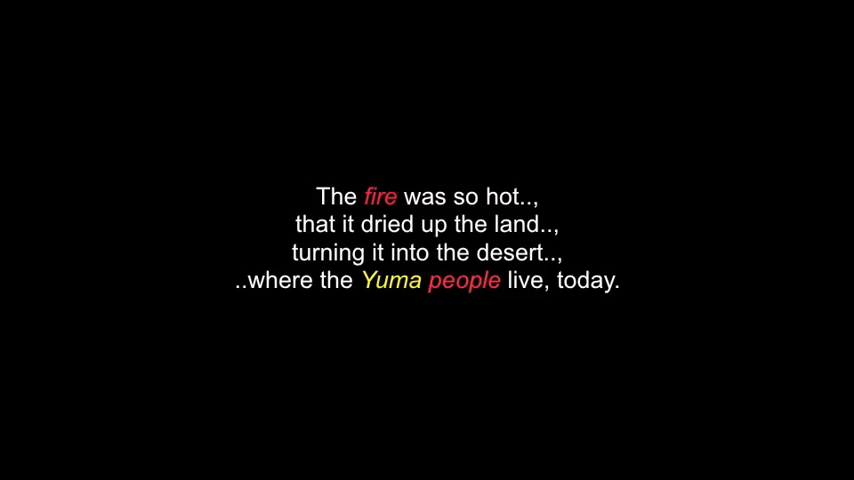 The fire was so hot..,
that it dried up the land..,
turning it into the desert..,
..where the Yuma people live, today.